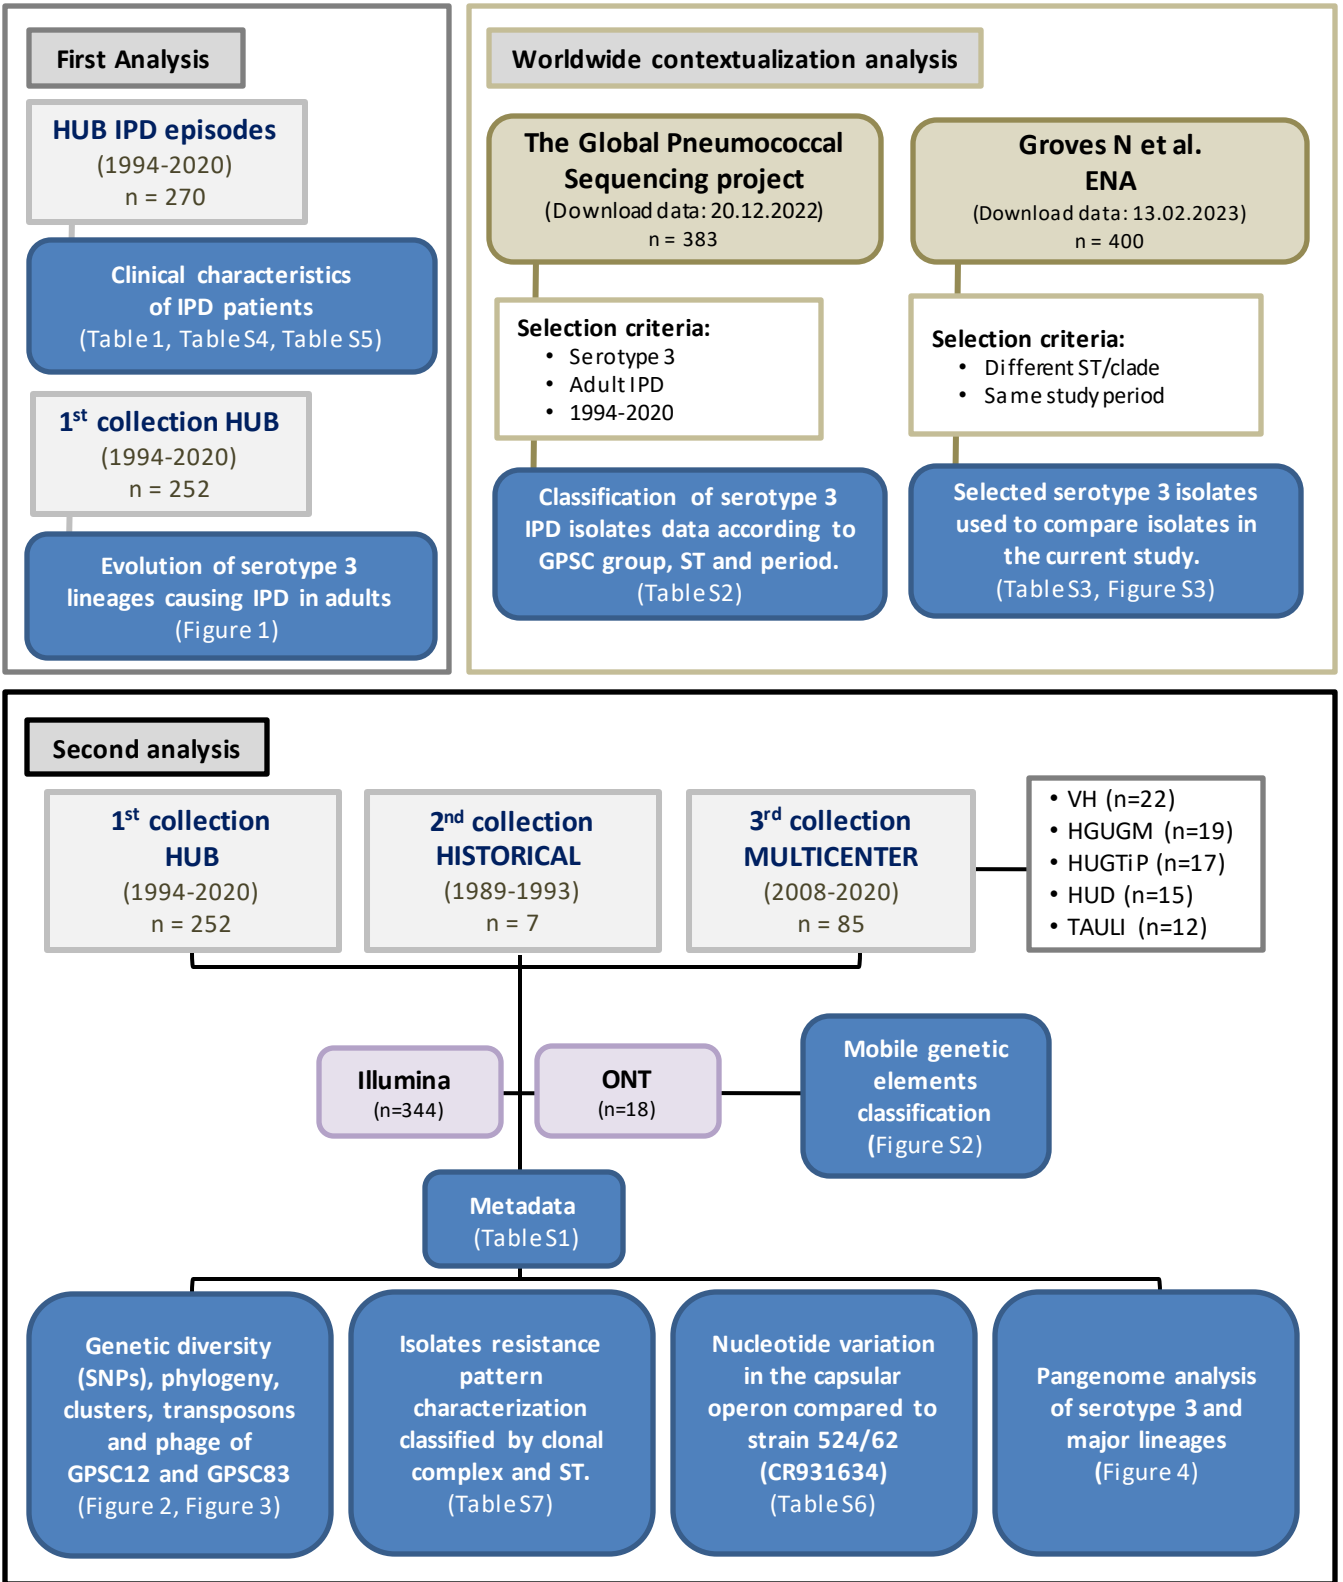 First Analysis
HUB IPD episodes
(1994-2020)
n = 270
Clinical characteristics
of IPD patients
(Table 1, Table S4, Table S5)
1st collection HUB
(1994-2020)
n = 252
Evolution of serotype 3
lineages causing IPD in adults
(Figure 1)
Worldwide contextualization analysis
The Global Pneumococcal
Sequencing project
(Download data: 20.12.2022)
n = 383
Selection criteria:
• Serotype 3
• Adult IPD
• 1994-2020
Classification of serotype 3
IPD isolates data according to
GPSC group, ST and period.
(Table S2)
Groves N et al.
ENA
(Download data: 13.02.2023)
n = 400
Selection criteria:
• Different ST/clade
• Same study period
Selected serotype 3 isolates
used to compare isolates in
the current study.
(Table S3, Figure S3)
Second analysis
1st collection
HUB
(1994-2020)
n = 252
2nd collection
HISTORICAL
(1989-1993)
n = 7
3rd collection
MULTICENTER
(2008-2020)
n = 85
• VH (n=22)
• HGUGM (n=19)
• HUGTiP (n=17)
• HUD (n=15)
• TAULI (n=12)
Illumina
(n=344)
ONT
(n=18)
Mobile genetic
elements
classification
(Figure S2)
Metadata
(Table S1)
Genetic diversity
(SNPs), phylogeny,
clusters, transposons
and phage of
GPSC12 and GPSC83
(Figure 2, Figure 3)
Isolates resistance
pattern
characterization
classified by clonal
complex and ST.
(Table S7)
Nucleotide variation
in the capsular
operon compared to
strain 524/62
(CR931634)
(Table S6)
Pangenome analysis
of serotype 3 and
major lineages
(Figure 4)